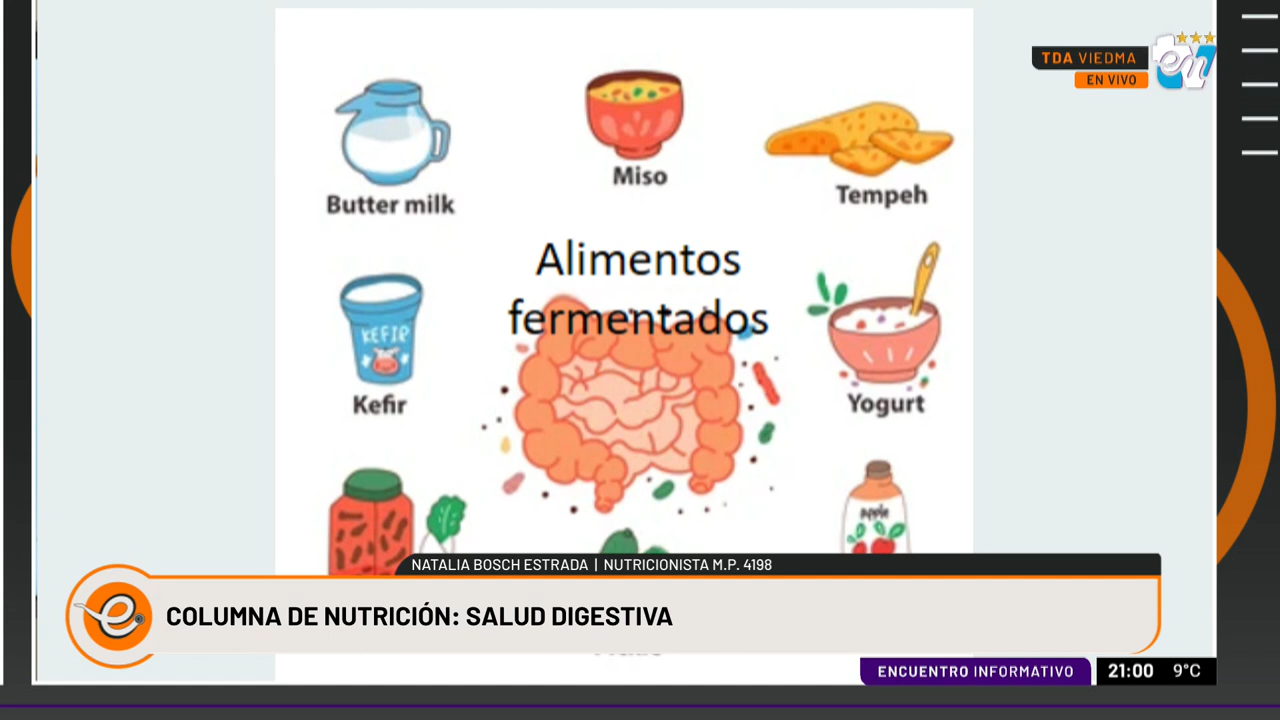 TDA VIEDMA
EN VIVO
en
Butter milk
Miso
Tempeh
Alimentos
fermentados
KEFIR
Kefir
Yogurt
apple
NATALIA BOSCH ESTRADA | NUTRICIONISTA M.P. 4198
e
COLUMNA DE NUTRICIÓN: SALUD DIGESTIVA
ENCUENTRO INFORMATIVO
21:00 9°C